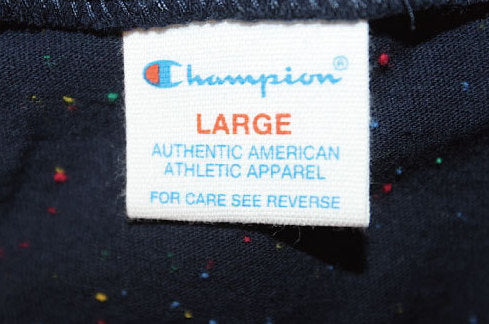 Champion®
LARGE
AUTHENTIC AMERICAN
ATHLETIC APPAREL
FOR CARE SEE REVERSE